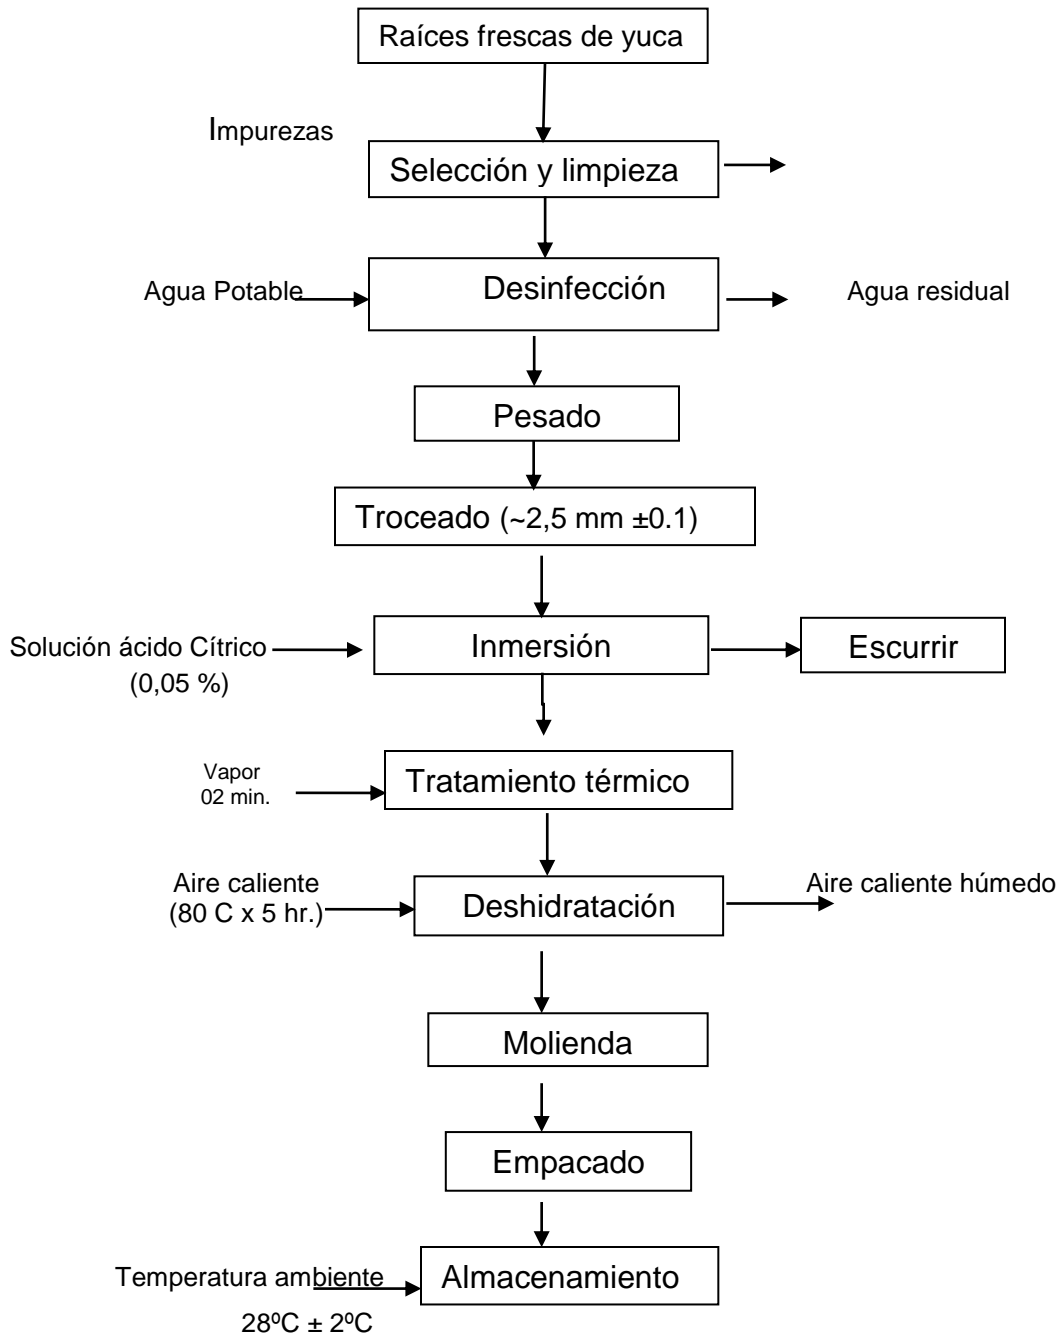 Raíces frescas de yuca
Impurezas
Selección y limpieza
Agua Potable
Desinfección
Agua residual
Pesado
Troceado (~2,5 mm ±0.1)
Solución ácido Cítrico
(0,05 %)
Inmersión
Escurrir
Vapor
02 min.
Tratamiento térmico
Aire caliente
(80 C x 5 hr.)
Deshidratación
Aire caliente húmedo
Molienda
Empacado
Temperatura ambiente
28ºC ± 2ºC
Almacenamiento